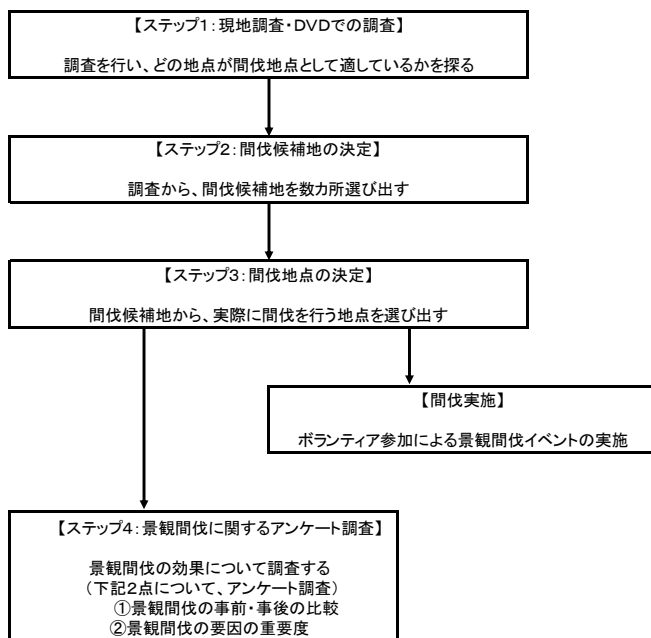 【ステップ1：現地調査・DVDでの調査】
調査を行い、どの地点が間伐地点として適しているかを探る
【ステップ2：間伐候補地の決定】
調査から、間伐候補地を数カ所選び出す
【ステップ3：間伐地点の決定】
間伐候補地から、実際に間伐を行う地点を選び出す
【間伐実施】
ボランティア参加による景観間伐イベントの実施
【ステップ4：景観間伐に関するアンケート調査】
景観間伐の効果について調査する
（下記2点について、アンケート調査）
①景観間伐の事前・事後の比較
②景観間伐の要因の重要度